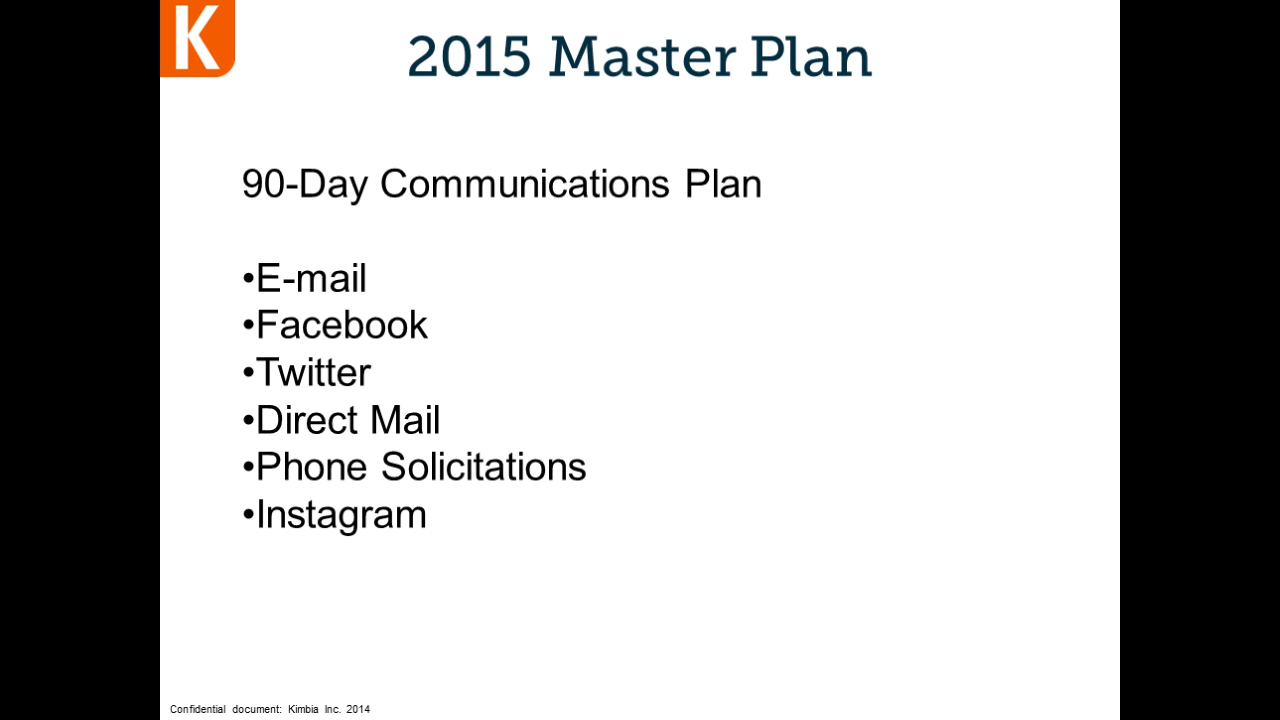 K
2015 Master Plan
90-Day Communications Plan
•E-mail
•Facebook
•Twitter
•Direct Mail
•Phone Solicitations
•Instagram
Confidential document: Kimbia Inc. 2014